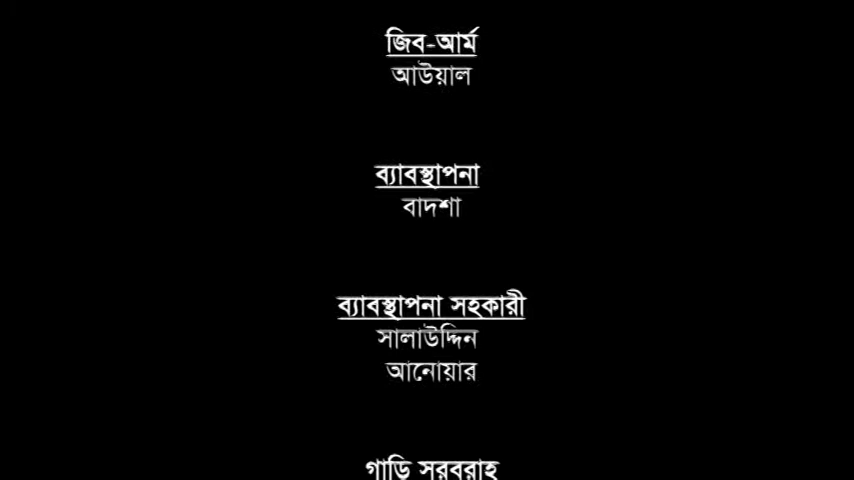 জিব-আর্ম
আউয়াল
ব্যাবস্থাপনা
বাদশা
ব্যাবস্থাপনা সহকারী
সালাউদ্দিন
আনোয়ার
গাড়ি সরবরাহ